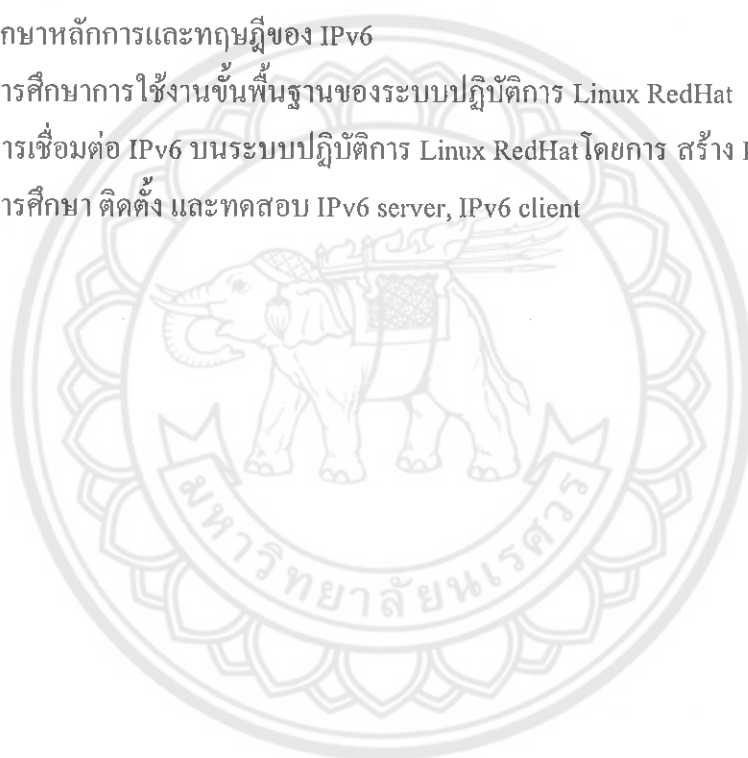 กษาหลักการและทฤษฎีของ IPv6
ารศึกษาการใช้งานขั้นพื้นฐานของระบบปฏิบัติการ Linux RedHat
ารเชื่อมต่อ IPv6 บนระบบปฏิบัติการ Linux RedHatโดยการ สร้าง I
ารศึกษา ติดตั้ง และทดสอบ IPv6 server, IPv6 client
มหาวิทยาลัยนเรศวร